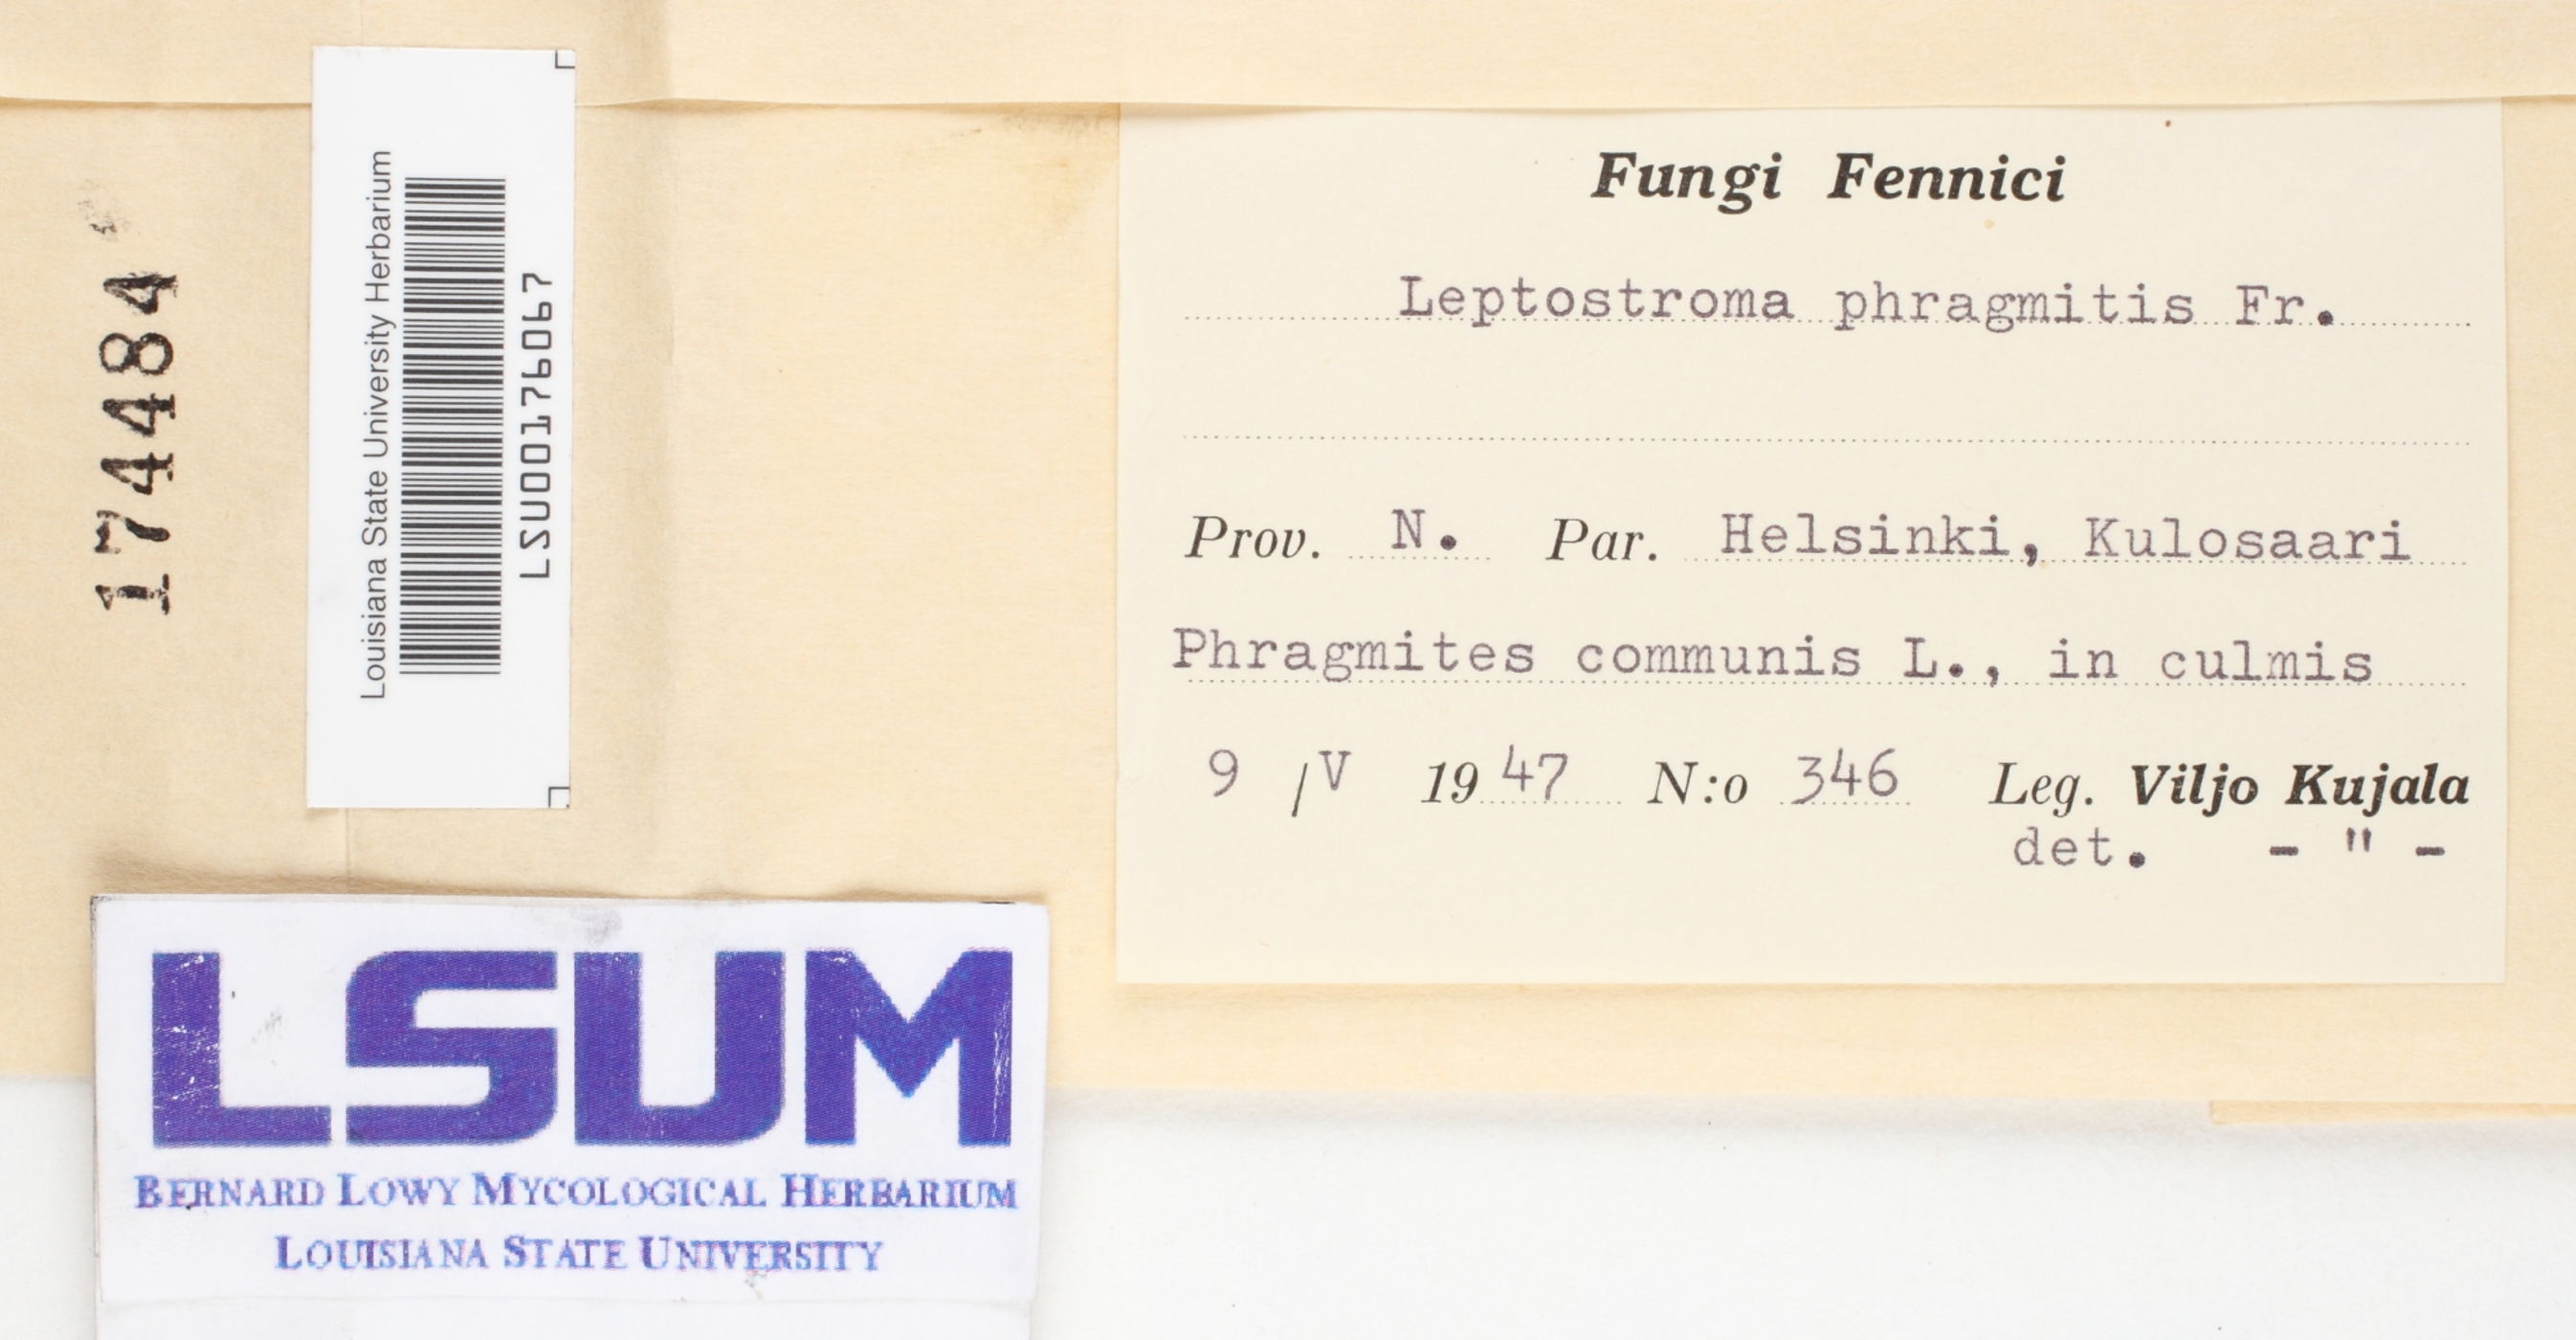 174484
Louisiana State University Herbarium
LSU00176067
Fungi Fennici
Leptostroma phragmitis Fr.
Prov. N. Par. Helsinki, Kulosaari
Phragmites communis L., in culmis
9 /V 1947 N:o 346 Leg. Viljo Kujala
det. - " -
LSUM
BERNARD LOWY MYCOLOGICAL HERBARIUM
LOUISIANA STATE UNIVERSITY